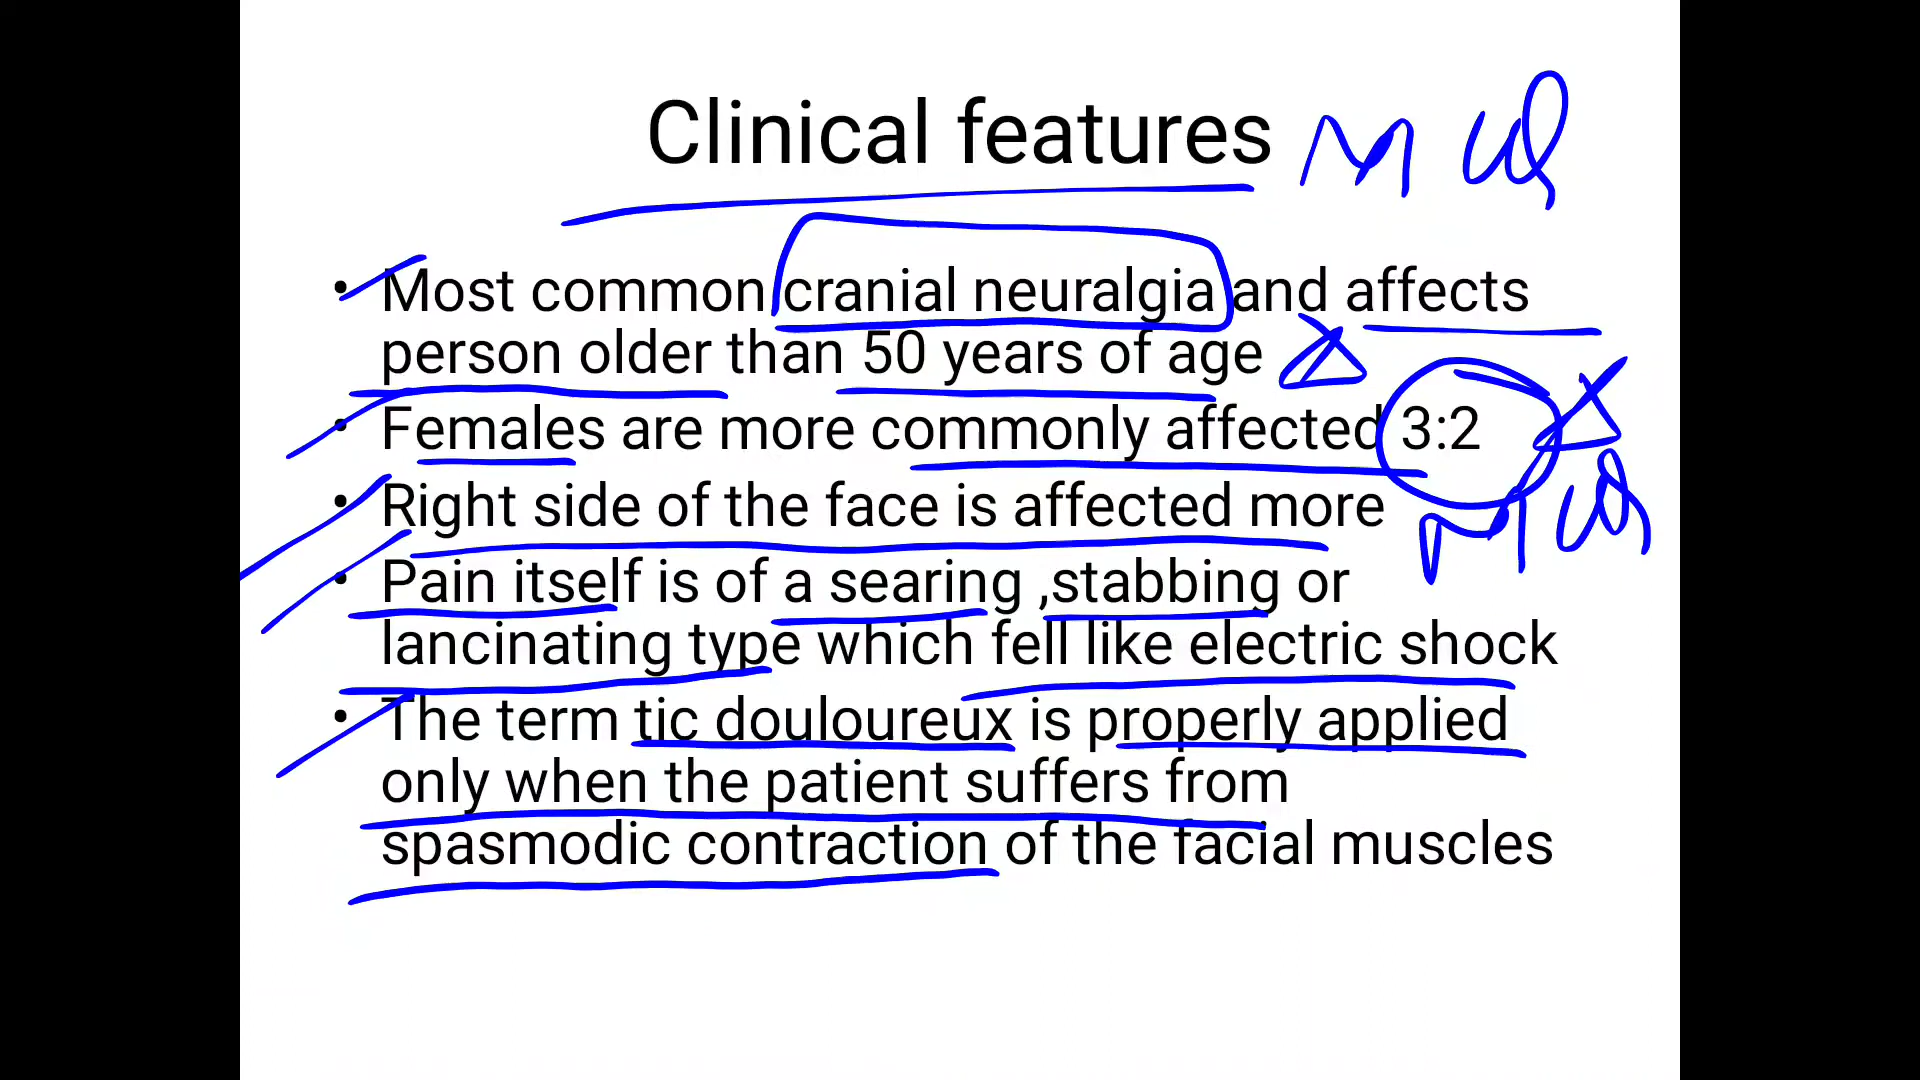 Clinical features MCQ
• Most common cranial neuralgia and affects
person older than 50 years of age
• Females are more commonly affected 3:2
• Right side of the face is affected more MCQ
• Pain itself is of a searing ,stabbing or
lancinating type which fell like electric shock
• The term tic douloureux is properly applied
only when the patient suffers from
spasmodic contraction of the facial muscles